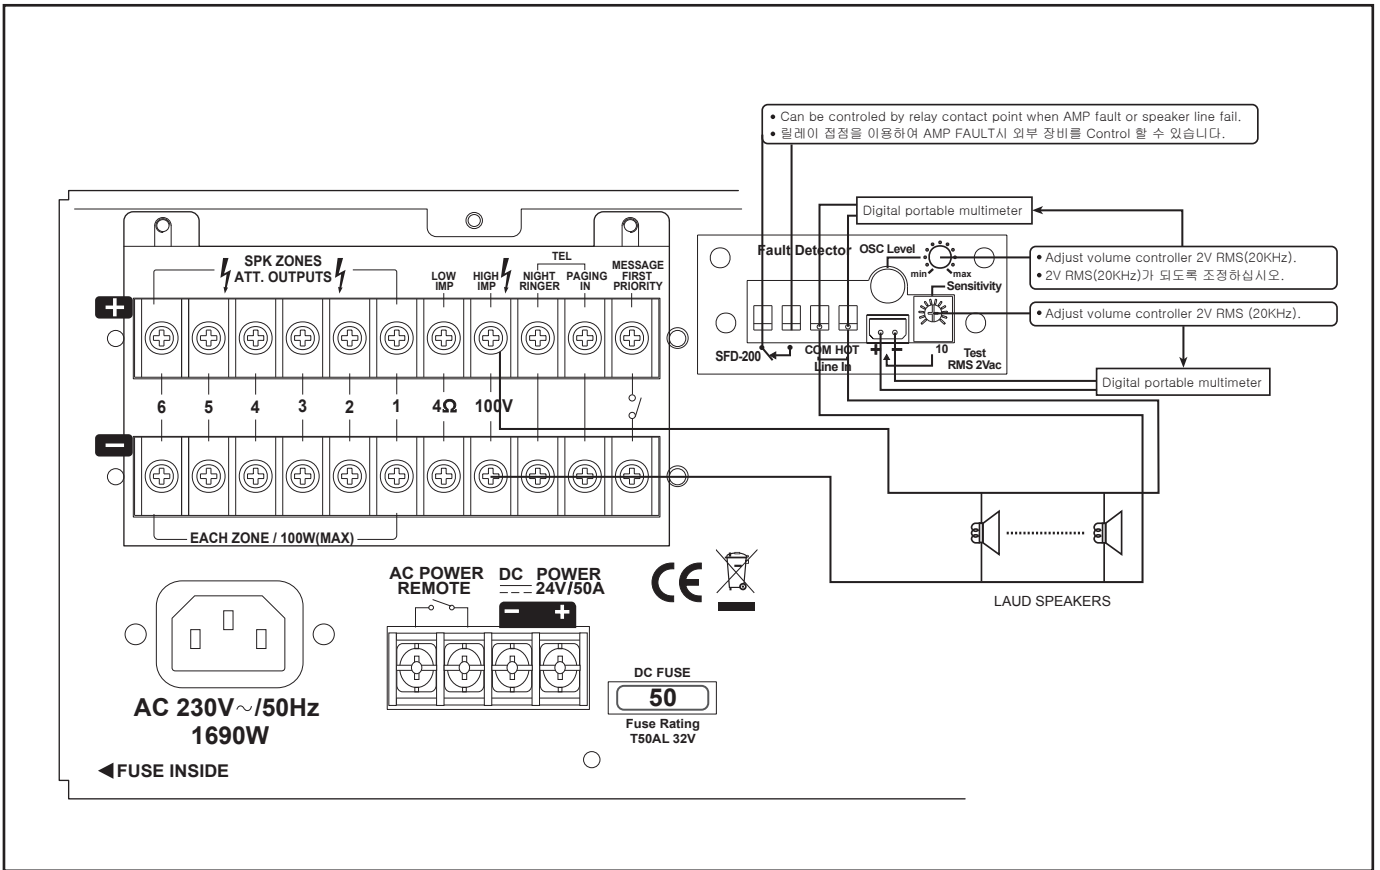 • Can be controled by relay contact point when AMP fault or speaker line fail.
• 릴레이 접점을 이용하여 AMP FAULT시 외부 장비를 Control 할 수 있습니다.
Digital portable multimeter
Fault Detector
OSC Level
min
max
Sensitivity
• Adjust volume controller 2V RMS(20KHz).
• 2V RMS(20KHz)가 되도록 조정하십시오.
• Adjust volume controller 2V RMS (20KHz).
SFD-200
COM HOT
Line In
+ −
10
Test
RMS 2Vac
Digital portable multimeter
SPK ZONES
ATT. OUTPUTS
LOW
IMP
HIGH
IMP
TEL
NIGHT
RINGER
PAGING
IN
MESSAGE
FIRST
PRIORITY
+
6 5 4 3 2 1 4Ω 100V
−
EACH ZONE / 100W(MAX)
LAUD SPEAKERS
AC POWER
REMOTE
DC POWER
24V/50A
− +
CE
AC 230V～/50Hz
1690W
DC FUSE
50
Fuse Rating
T50AL 32V
◀FUSE INSIDE